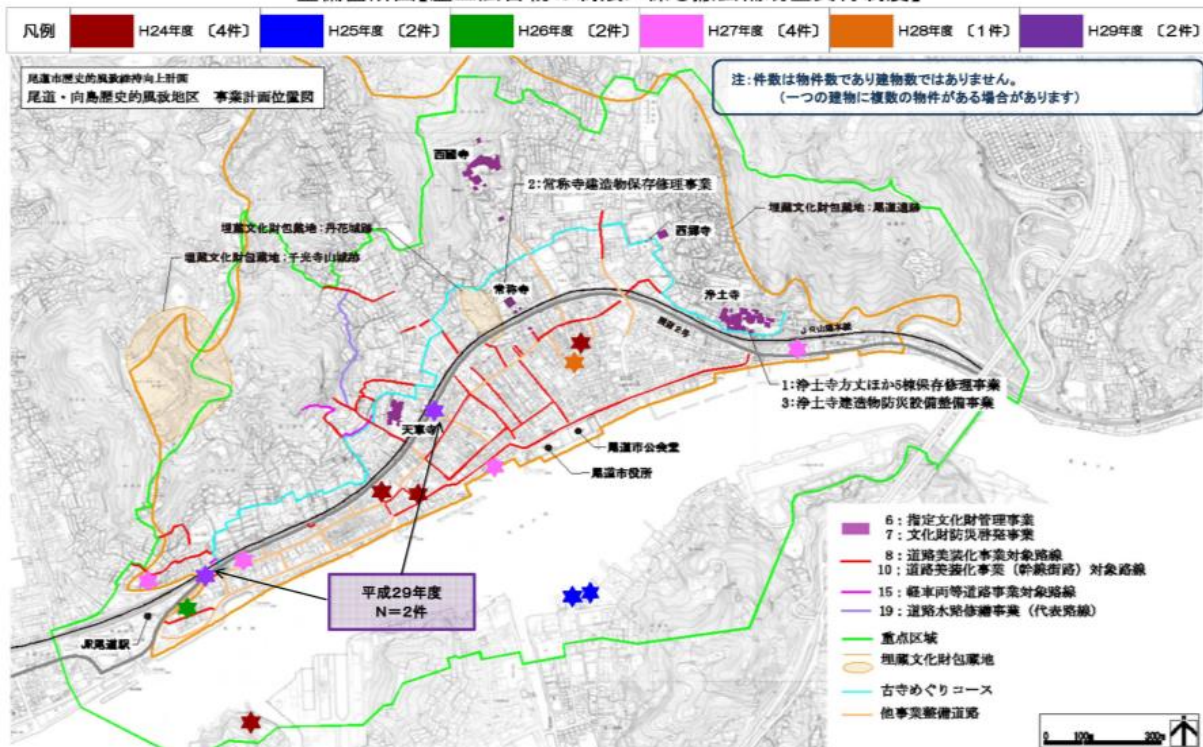 凡例
H24年度 〔4件〕
H25年度 〔2件〕
H26年度 〔2件〕
H27年度 〔4件〕
H28年度 〔1件〕
H29年度 〔2件〕
尾道市歴史的風致維持向上計画
尾道・向島歴史的風致地区 事業計画位置図
注:件数は物件数であり建物数ではありません。
(一つの建物に複数の物件がある場合があります)
西國寺
2:常称寺建造物保存修理事業
埋蔵文化財包蔵地:丹花城跡
埋蔵文化財包蔵地:尾道遺跡
西郷寺
埋蔵文化財包蔵地:千光寺山城跡
常称寺
浄土寺
国道2号
JR山陽本線
1:浄土寺方丈ほか5棟保存修理事業
3:浄土寺建造物防災設備整備事業
天寧寺
尾道市公会堂
尾道市役所
平成29年度
N=2件
JR尾道駅
6:指定文化財管理事業
7:文化財防災啓発事業
8:道路美装化事業対象路線
10:道路美装化事業(幹線街路)対象路線
15:軽車両等道路事業対象路線
19:道路水路修繕事業(代表路線)
重点区域
埋蔵文化財包蔵地
古寺めぐりコース
他事業整備道路
0 100m 200m